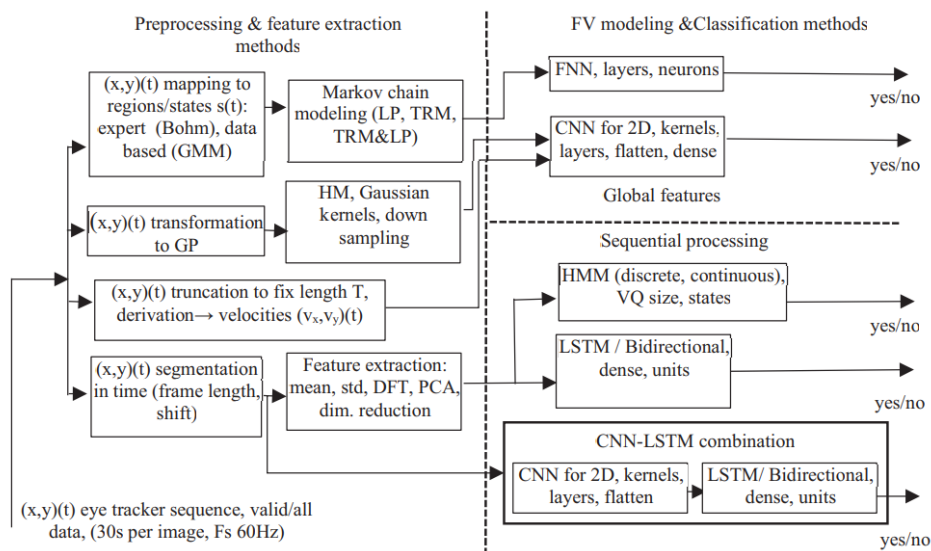 Preprocessing & feature extraction
methods
FV modeling &Classification methods
(x,y)(t) mapping to
regions/states s(t):
expert (Bohm), data
based (GMM)
Markov chain
modeling (LP, TRM,
TRM&LP)
FNN, layers, neurons
yes/no
CNN for 2D, kernels,
layers, flatten, dense
yes/no
Global features
(x,y)(t) transformation
to GP
HM, Gaussian
kernels, down
sampling
Sequential processing
(x,y)(t) truncation to fix length T,
derivation→ velocities (vx,vy)(t)
HMM (discrete, continuous),
VQ size, states
yes/no
(x,y)(t) segmentation
in time (frame length,
shift)
Feature extraction:
mean, std, DFT, PCA,
dim. reduction
LSTM / Bidirectional,
dense, units
yes/no
CNN-LSTM combination
CNN for 2D, kernels,
layers, flatten
LSTM/ Bidirectional,
dense, units
yes/no
(x,y)(t) eye tracker sequence, valid/all
data, (30s per image, Fs 60Hz)